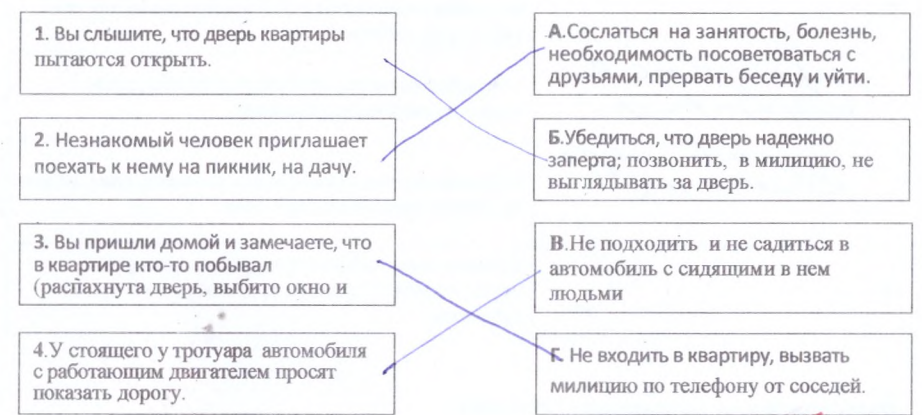 1. Вы слышите, что дверь квартиры
пытаются открыть.
2. Незнакомый человек приглашает
поехать к нему на пикник, на дачу.
3. Вы пришли домой и замечаете, что
в квартире кто-то побывал
(распахнута дверь, выбито окно и
4.У стоящего у тротуара автомобиля
с работающим двигателем просят
показать дорогу.
А.Сослаться на занятость, болезнь,
необходимость посоветоваться с
друзьями, прервать беседу и уйти.
Б.Убедиться, что дверь надежно
заперта; позвонить, в милицию, не
выглядывать за дверь.
В.Не подходить и не садиться в
автомобиль с сидящими в нем
людьми
Г. Не входить в квартиру, вызвать
милицию по телефону от соседей.